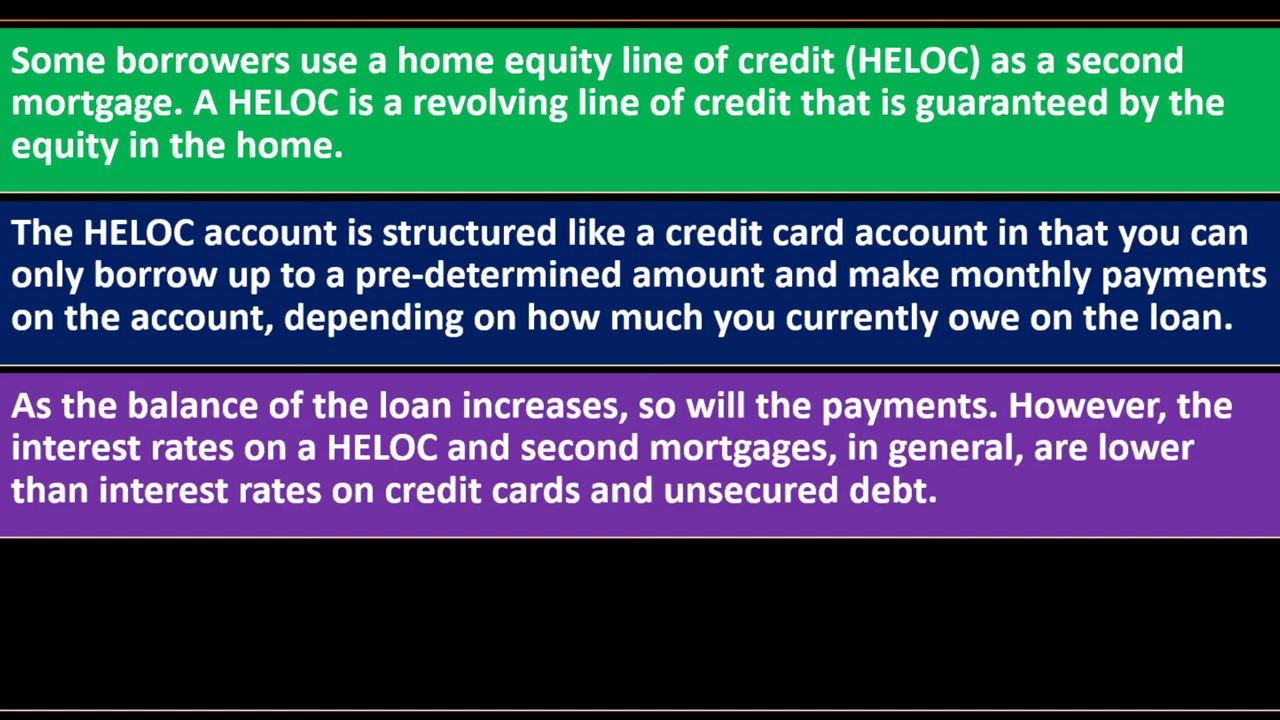 Some borrowers use a home equity line of credit (HELOC) as a second
mortgage. A HELOC is a revolving line of credit that is guaranteed by the
equity in the home.
The HELOC account is structured like a credit card account in that you can
only borrow up to a pre-determined amount and make monthly payments
on the account, depending on how much you currently owe on the loan.
As the balance of the loan increases, so will the payments. However, the
interest rates on a HELOC and second mortgages, in general, are lower
than interest rates on credit cards and unsecured debt.